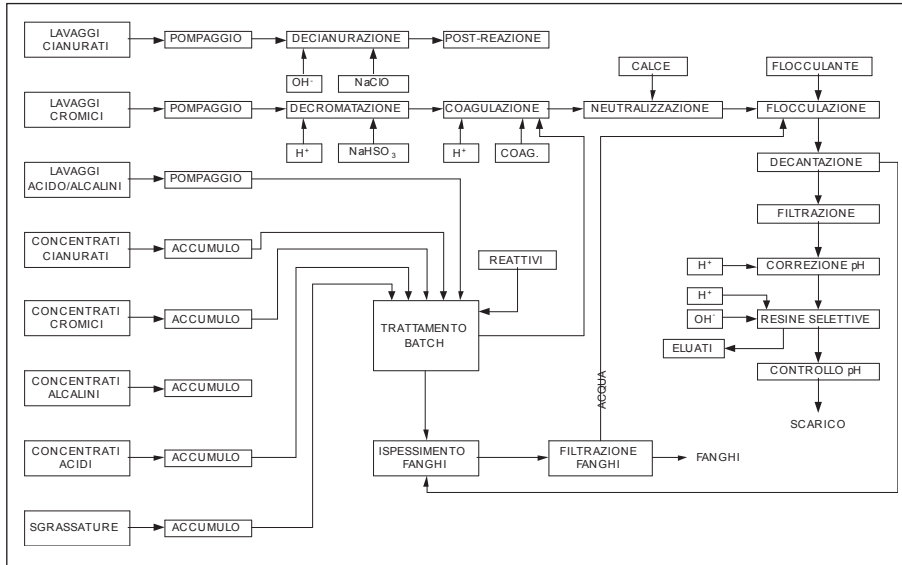 LAVAGGI
CIANURATI
POMPAGGIO
DECIANURAZIONE
POST-REAZIONE
OH-
NaClO
CALCE
FLOCCULANTE
LAVAGGI
CROMICI
POMPAGGIO
DECROMATAZIONE
COAGULAZIONE
NEUTRALIZZAZIONE
FLOCCULAZIONE
H+
NaHSO3
H+
COAG.
LAVAGGI
ACIDO/ALCALINI
POMPAGGIO
DECANTAZIONE
FILTRAZIONE
CONCENTRATI
CIANURATI
ACCUMULO
REATTIVI
H+
CORREZIONE pH
CONCENTRATI
CROMICI
ACCUMULO
TRATTAMENTO
BATCH
H+
OH-
RESINE SELETTIVE
ELUATI
CONTROLLO pH
CONCENTRATI
ALCALINI
ACCUMULO
ACQUA
SCARICO
CONCENTRATI
ACIDI
ACCUMULO
ISPESSIMENTO
FANGHI
FILTRAZIONE
FANGHI
FANGHI
SGRASSATURE
ACCUMULO